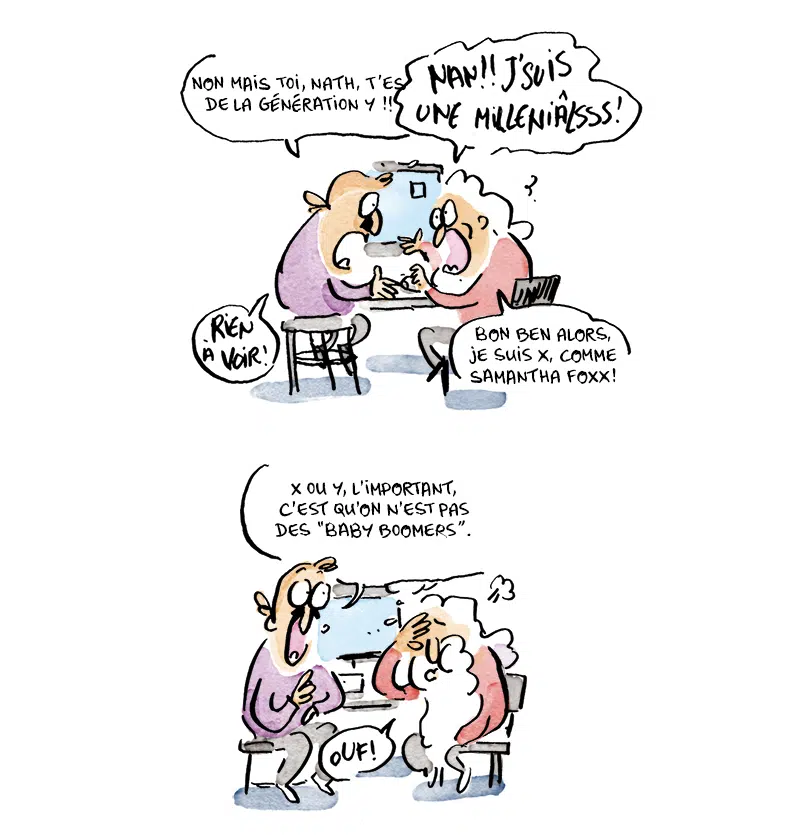 NON MAIS TOI, NATH, T'ES
DE LA GÉNÉRATION Y !!
NAN!! J'SUIS
UNE MILLENIÂLSSS!
RIEN
À VOIR!
BON BEN ALORS,
JE SUIS X, COMME
SAMANTHA FOXX!
X OU Y, L'IMPORTANT,
C'EST QU'ON N'EST PAS
DES "BABY BOOMERS".
OUF!